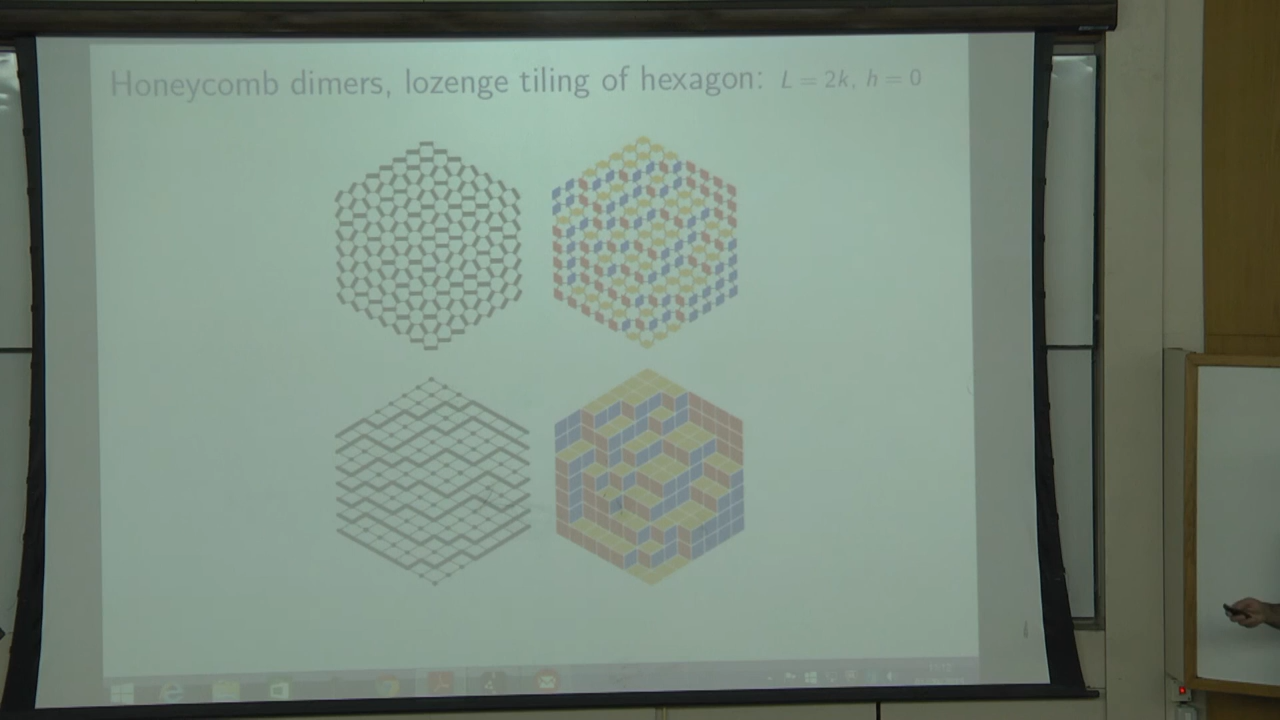 Honeycomb dimers, lozenge tiling of hexagon: L = 2k, h = 0